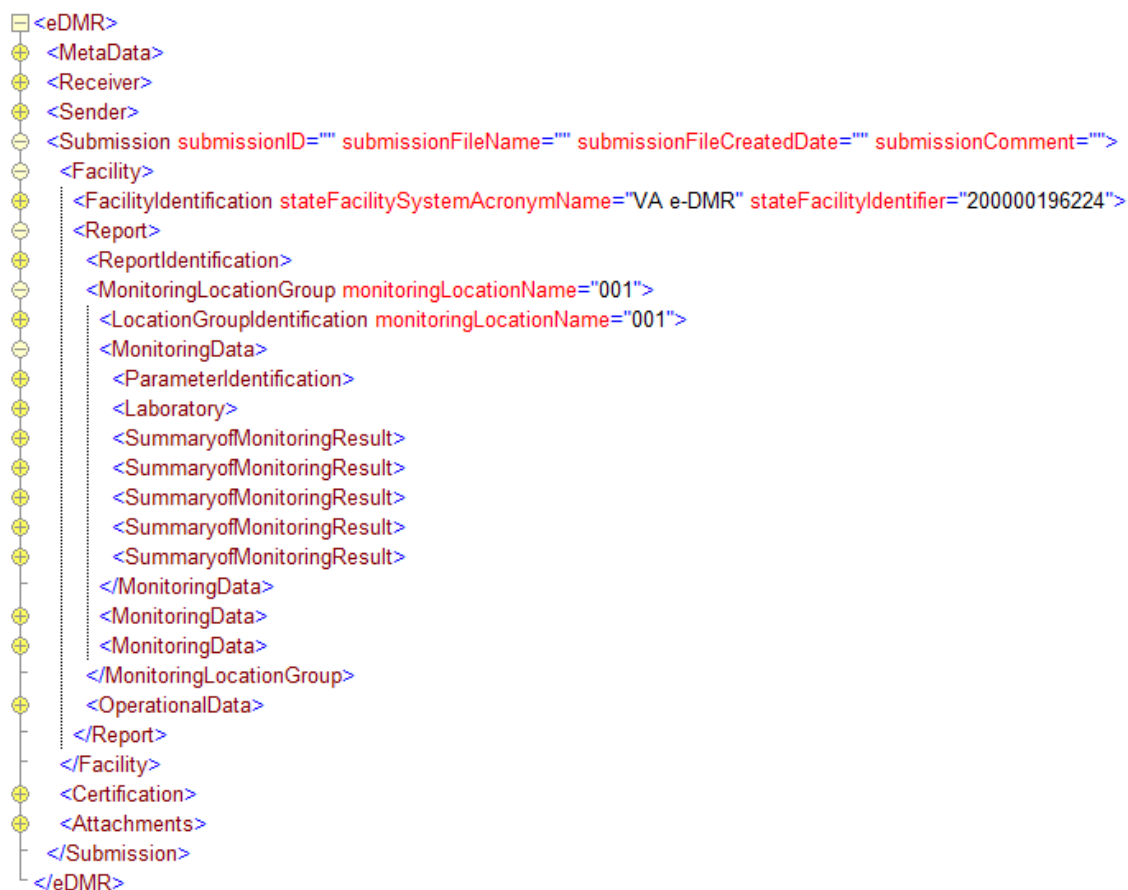 <eDMR>
<MetaData>
<Receiver>
<Sender>
<Submission submissionID="" submissionFileName="" submissionFileCreatedDate="" submissionComment="">
<Facility>
<FacilityIdentification stateFacilitySystemAcronymName="VA e-DMR" stateFacilityIdentifier="200000196224">
<Report>
<ReportIdentification>
<MonitoringLocationGroup monitoringLocationName="001">
<LocationGroupIdentification monitoringLocationName="001">
<MonitoringData>
<ParameterIdentification>
<Laboratory>
<SummaryofMonitoringResult>
<SummaryofMonitoringResult>
<SummaryofMonitoringResult>
<SummaryofMonitoringResult>
<SummaryofMonitoringResult>
</MonitoringData>
<MonitoringData>
<MonitoringData>
</MonitoringLocationGroup>
<OperationalData>
</Report>
</Facility>
<Certification>
<Attachments>
</Submission>
</eDMR>